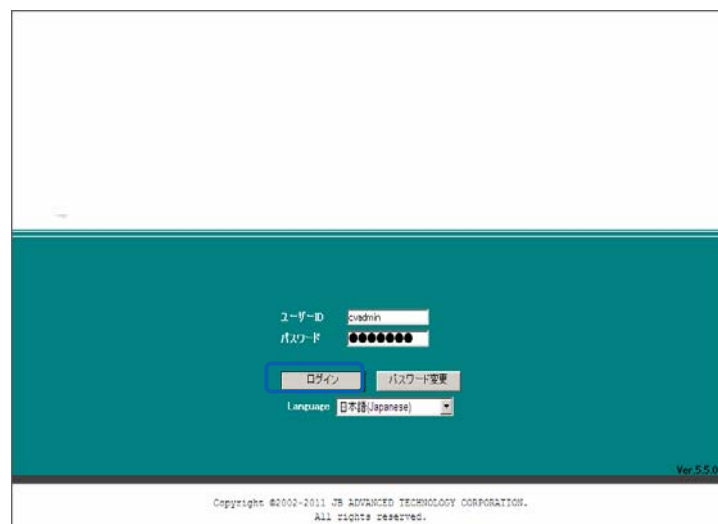 ユーザーID cvadmin
パスワード ●●●●●●●
ログイン パスワード変更
Language 日本語(Japanese)
Ver.5.5.0
Copyright ©2002-2011 JB ADVANCED TECHNOLOGY CORPORATION.
All rights reserved.